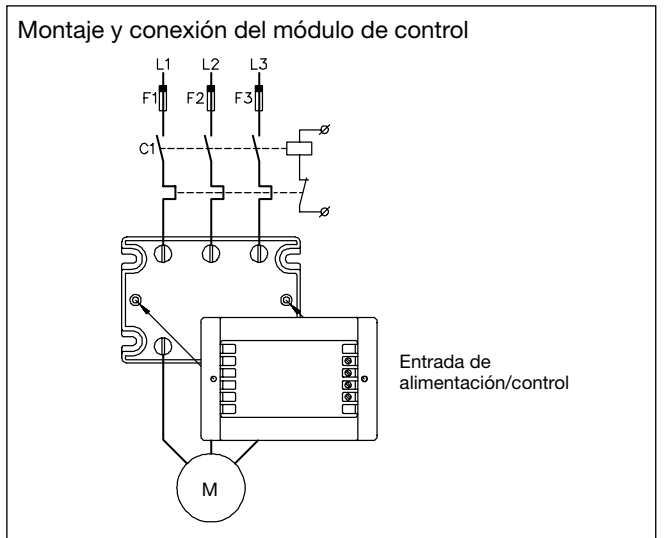 Montaje y conexión del módulo de control
L1 L2 L3
F1 F2 F3
C1
Entrada de
alimentación/control
M